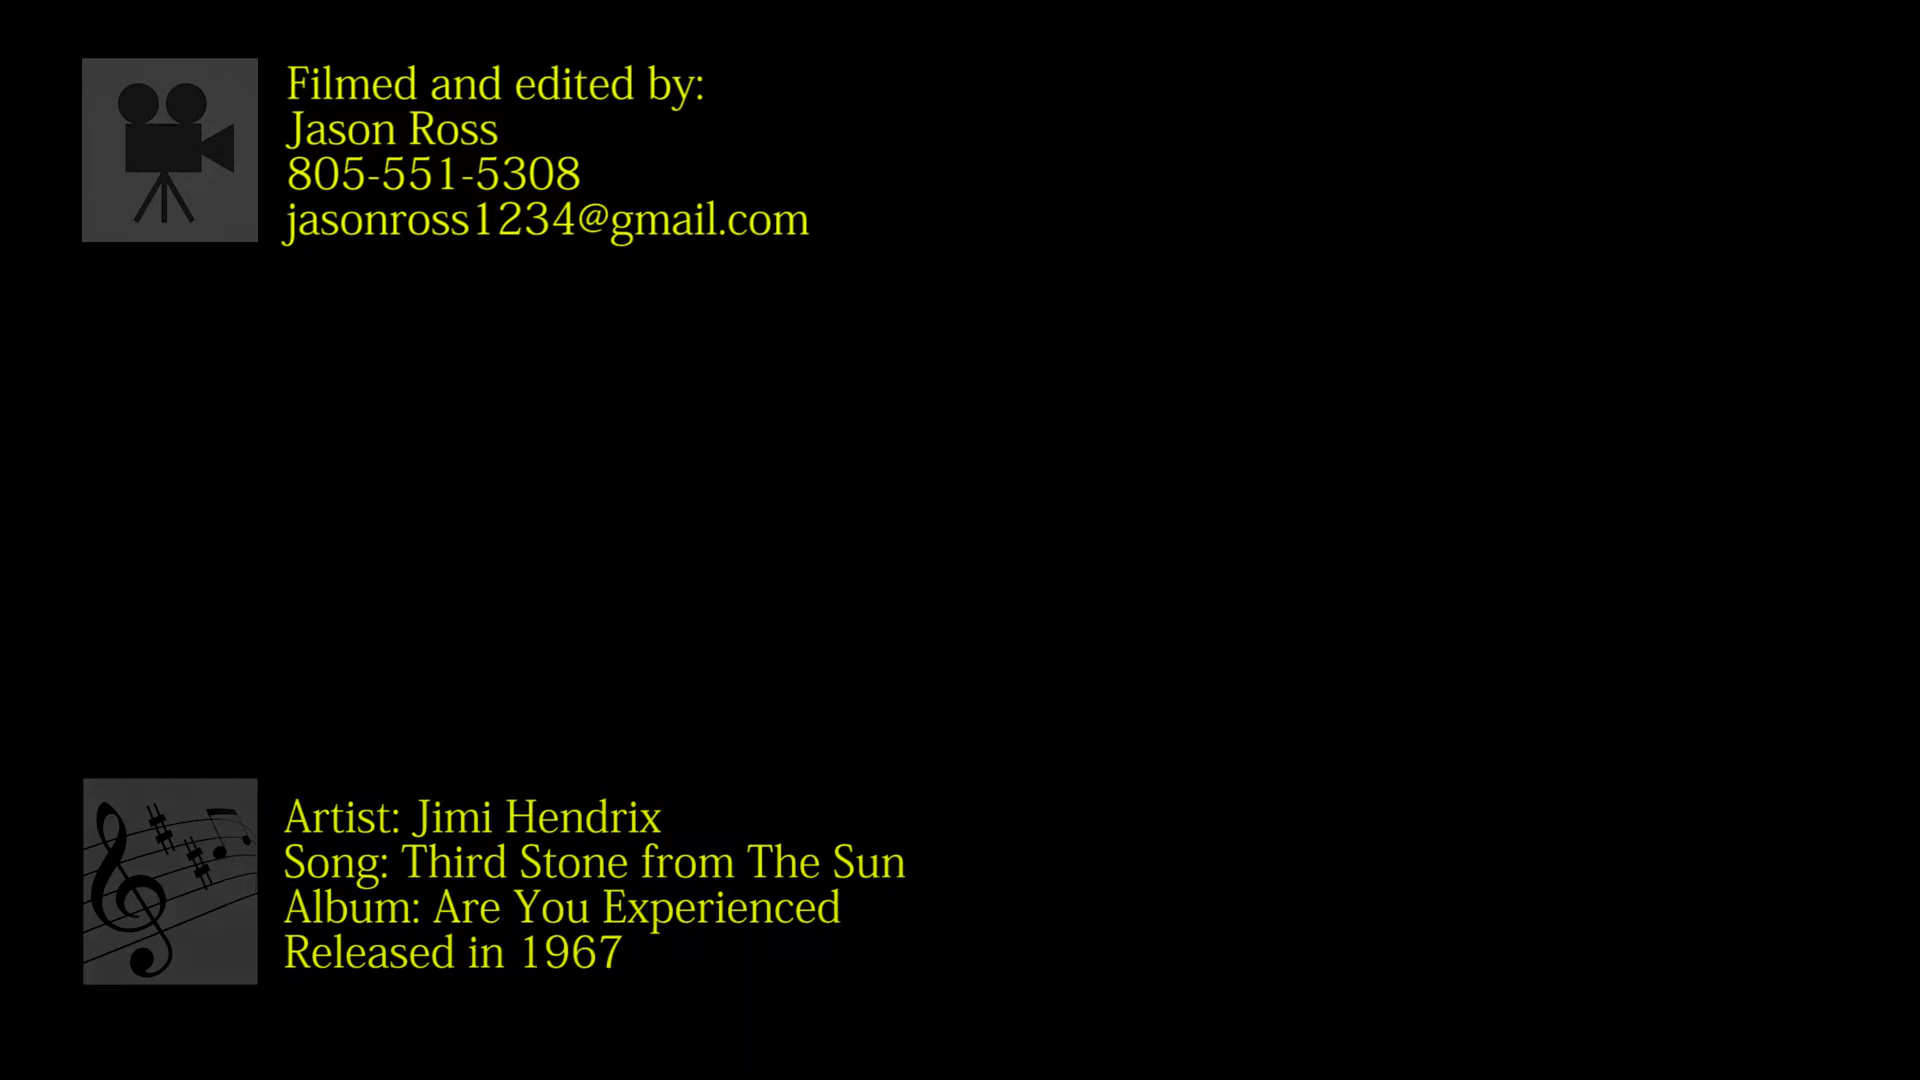 Filmed and edited by:
Jason Ross
805-551-5308
jasonross1234@gmail.com
Artist: Jimi Hendrix
Song: Third Stone from The Sun
Album: Are You Experienced
Released in 1967